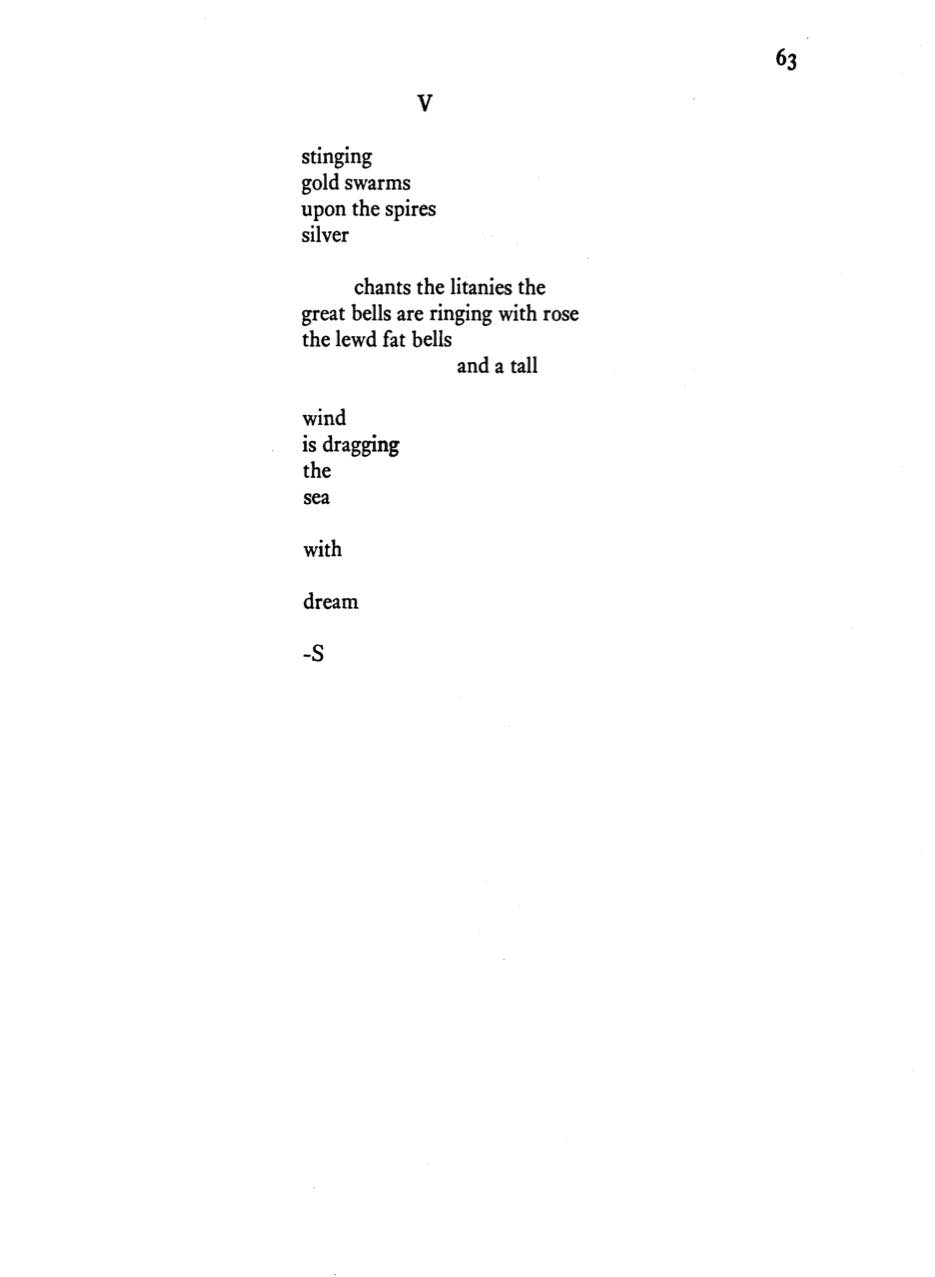 63
V
stinging
gold swarms
upon the spires
silver
chants the litanies the
great bells are ringing with rose
the lewd fat bells
and a tall
wind
is dragging
the
sea
with
dream
-S